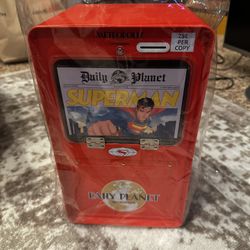 METROPOLIS
25¢
PER
COPY
Daily Planet
SUPERMAN
DAILY PLANET